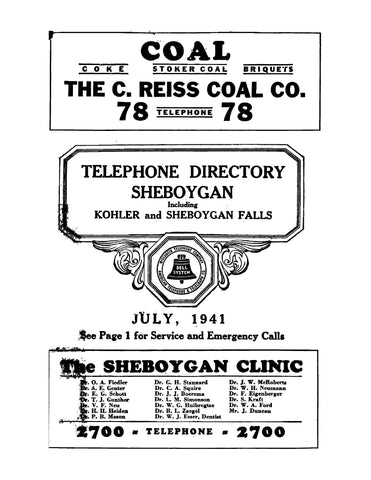 COAL
COKE STOKER COAL BRIQUETS
THE C. REISS COAL CO.
78 TELEPHONE 78
TELEPHONE DIRECTORY
SHEBOYGAN
Including
KOHLER and SHEBOYGAN FALLS
BELL
SYSTEM
JULY, 1941
See Page 1 for Service and Emergency Calls
The SHEBOYGAN CLINIC
Dr. O. A. Fiedler Dr. G. H. Stannard Dr. J. W. McRoberts
Dr. A. E. Genter Dr. C. A. Squire Dr. W. H. Neumann
Dr. E. G. Schott Dr. J. J. Boersma Dr. F. Eigenberger
Dr. T. J. Gunther Dr. L. M. Simonson Dr. S. Kraft
Dr. V. F. Neu Dr. W. G. Huibregtse Dr. W. A. Ford
Dr. H. H. Heiden Dr. R. L. Zaegel Mr. J. Duncan
Dr. P. B. Mason Dr. W. J. Esser, Dentist
2700 - TELEPHONE - 2700